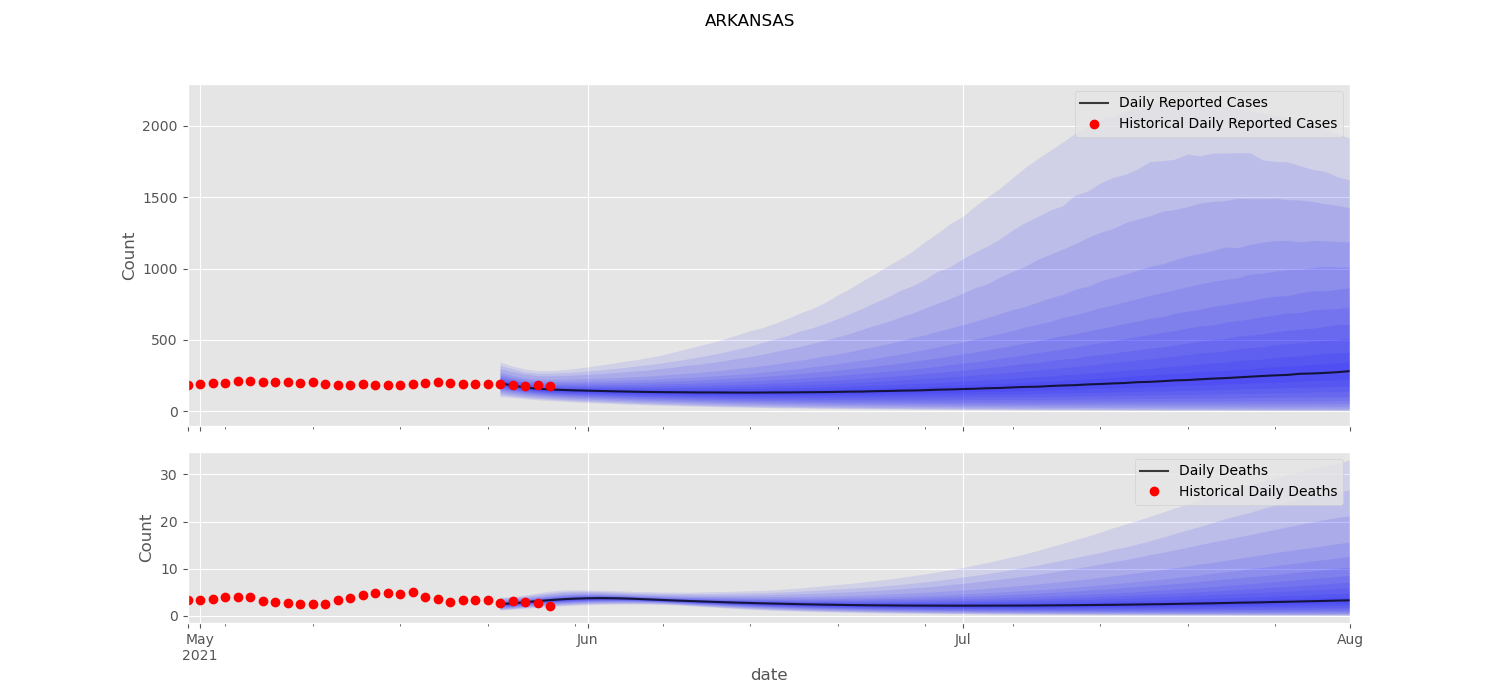 ARKANSAS
Daily Reported Cases
Historical Daily Reported Cases
2000
1500
1000
500
0
Count
Daily Deaths
Historical Daily Deaths
30
20
10
0
Count
May
2021
Jun
Jul
Aug
date